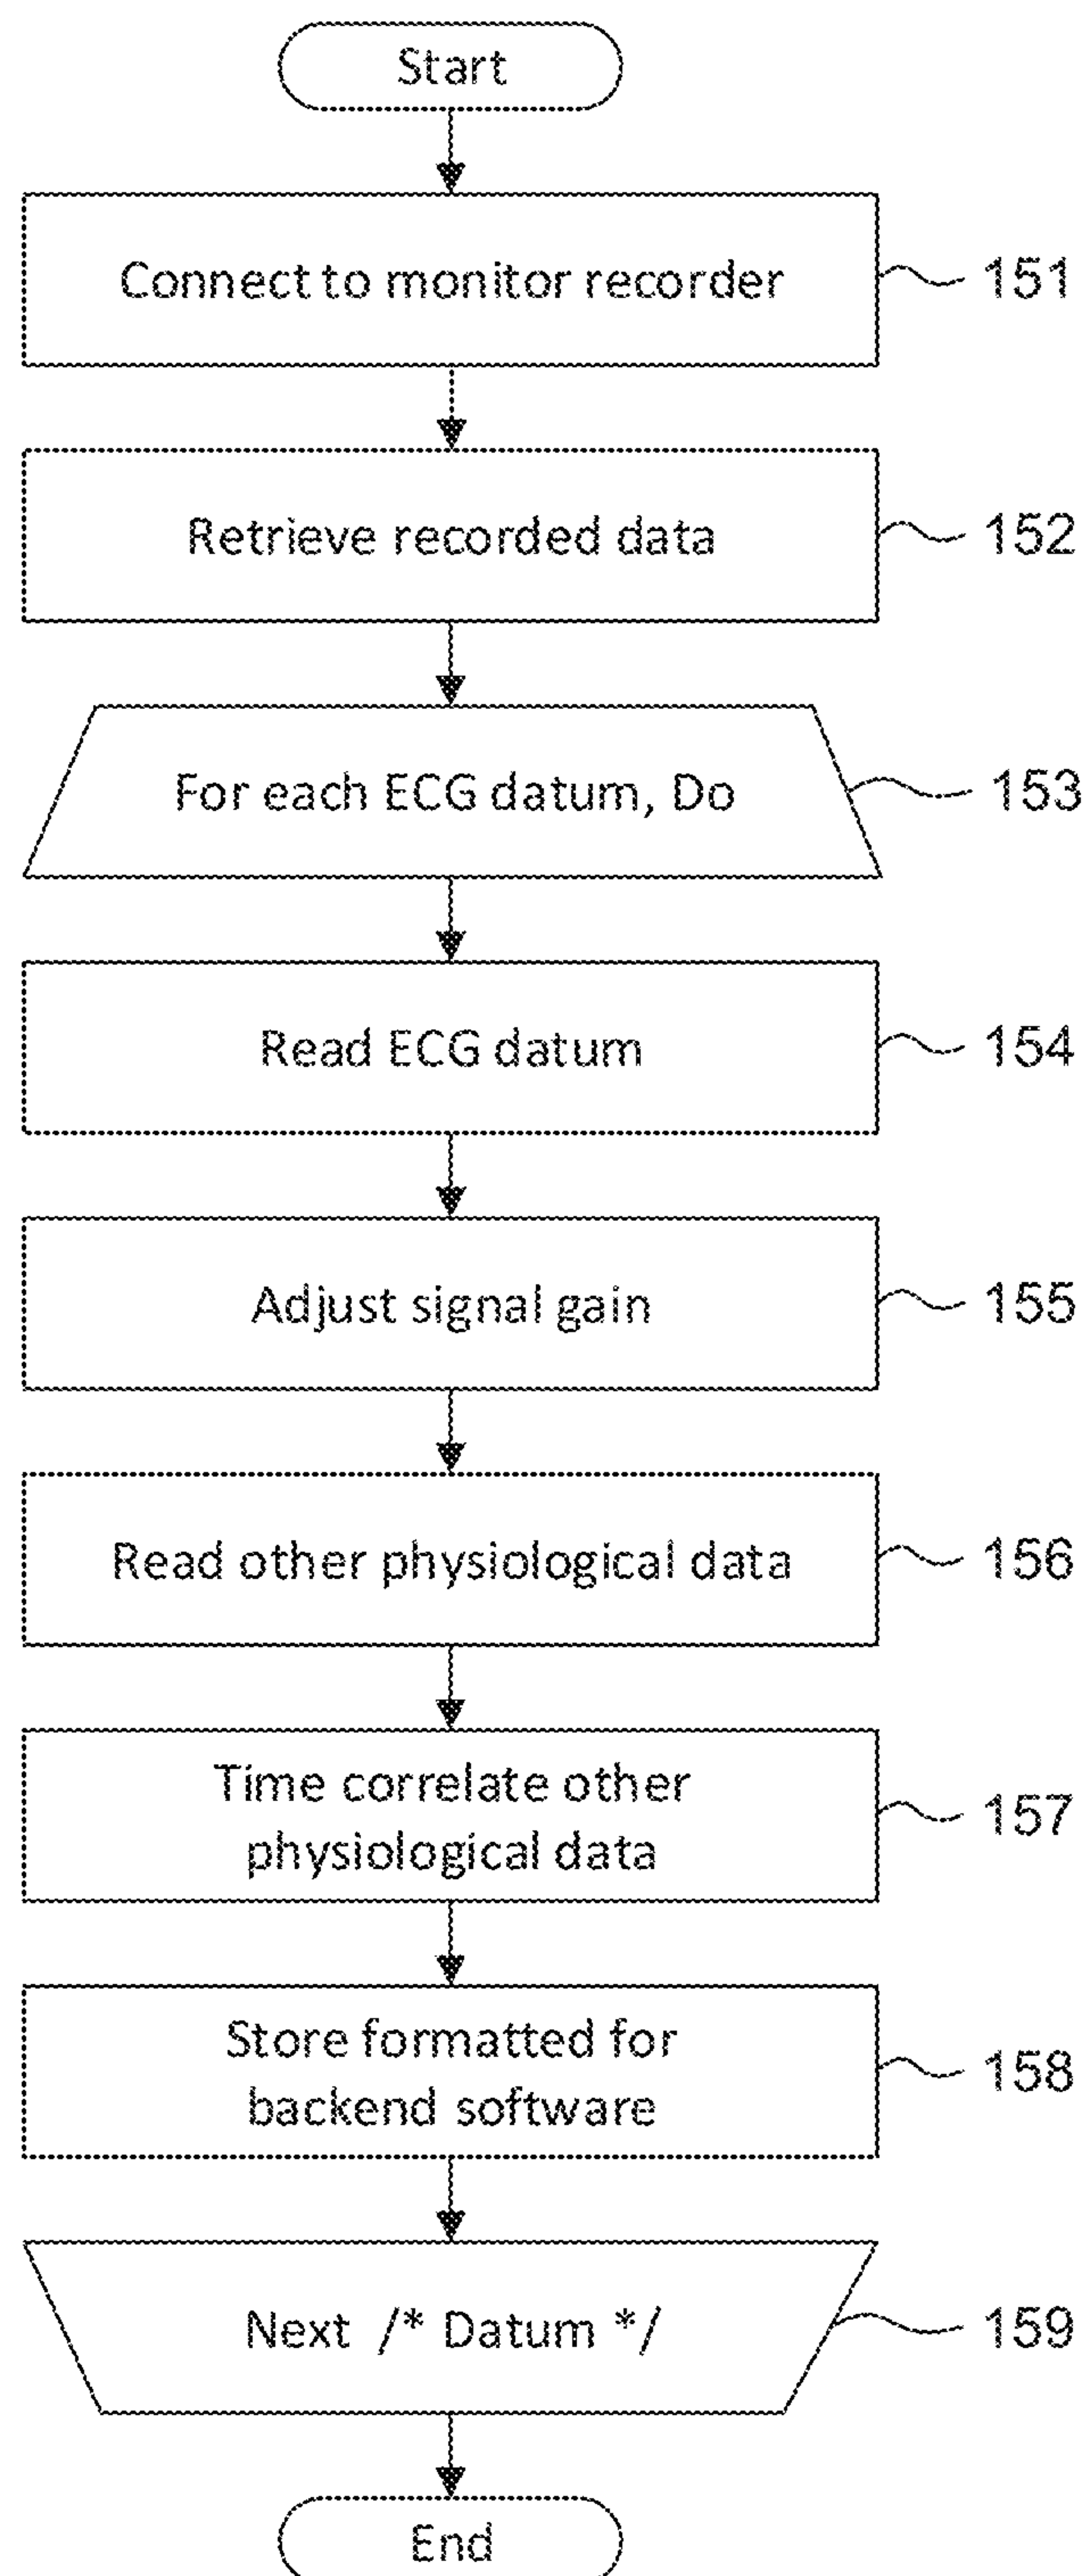 Start
Connect to monitor recorder
151
Retrieve recorded data
152
For each ECG datum, Do
153
Read ECG datum
154
Adjust signal gain
155
Read other physiological data
156
Time correlate other
physiological data
157
Store formatted for
backend software
158
Next /* Datum */
159
End